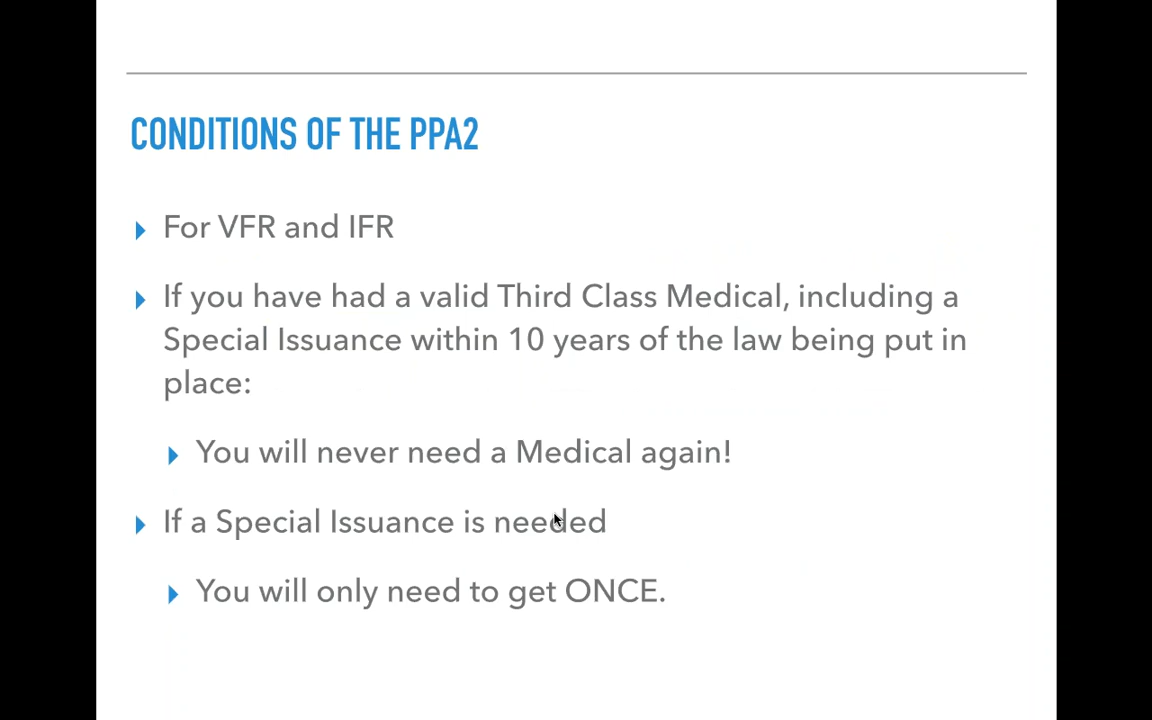 CONDITIONS OF THE PPA2
For VFR and IFR
If you have had a valid Third Class Medical, including a
Special Issuance within 10 years of the law being put in
place:
You will never need a Medical again!
If a Special Issuance is needed
You will only need to get ONCE.